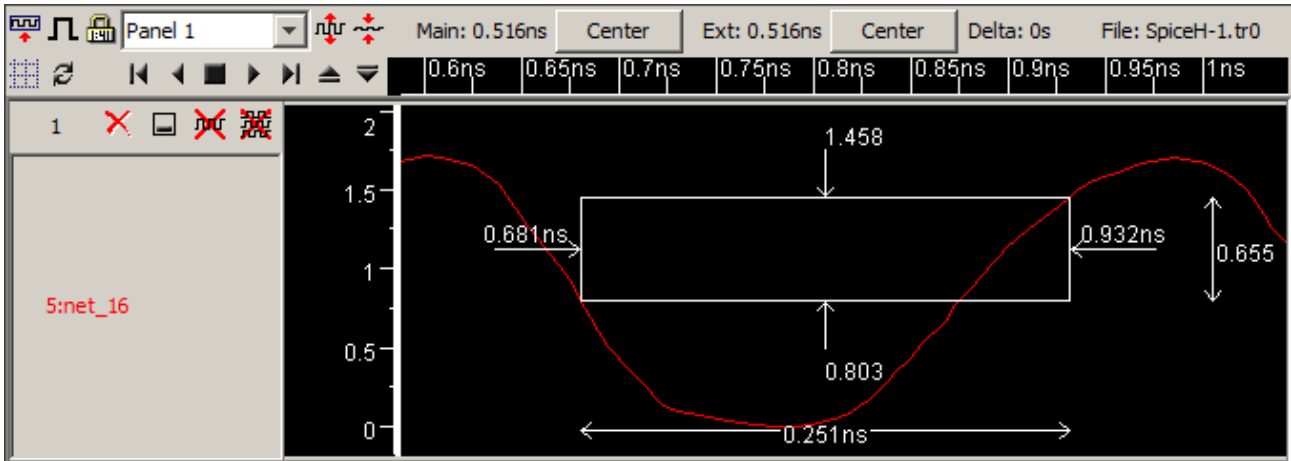 Panel 1 Main: 0.516ns Center Ext: 0.516ns Center Delta: 0s File: SpiceH-1.tr0
0.6ns 0.65ns 0.7ns 0.75ns 0.8ns 0.85ns 0.9ns 0.95ns 1ns
1
2
1.458
1.5
0.681ns
0.932ns
0.655
1
5:net_16
0.5
0.803
0
0.251ns